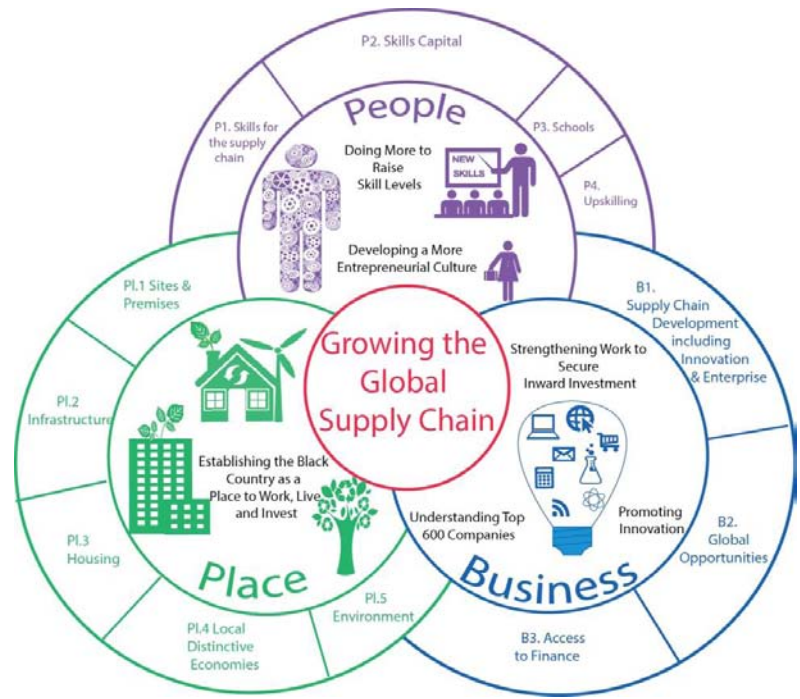 P2. Skills Capital
People
P1. Skills for
the supply
chain
P3. Schools
P4.
Upskilling
Doing More to
Raise
Skill Levels
NEW
SKILLS
Developing a More
Entrepreneurial Culture
Growing the
Global
Supply Chain
Pl.1 Sites &
Premises
Pl.2
Infrastructure
Pl.3
Housing
Pl.4 Local
Distinctive
Economies
Pl.5
Environment
Establishing the Black
Country as a
Place to Work, Live
and Invest
Place
B1.
Supply Chain
Development
including
Innovation
& Enterprise
B2.
Global
Opportunities
B3. Access
to Finance
Strengthening Work to
Secure
Inward Investment
Understanding Top
600 Companies
Promoting
Innovation
Business